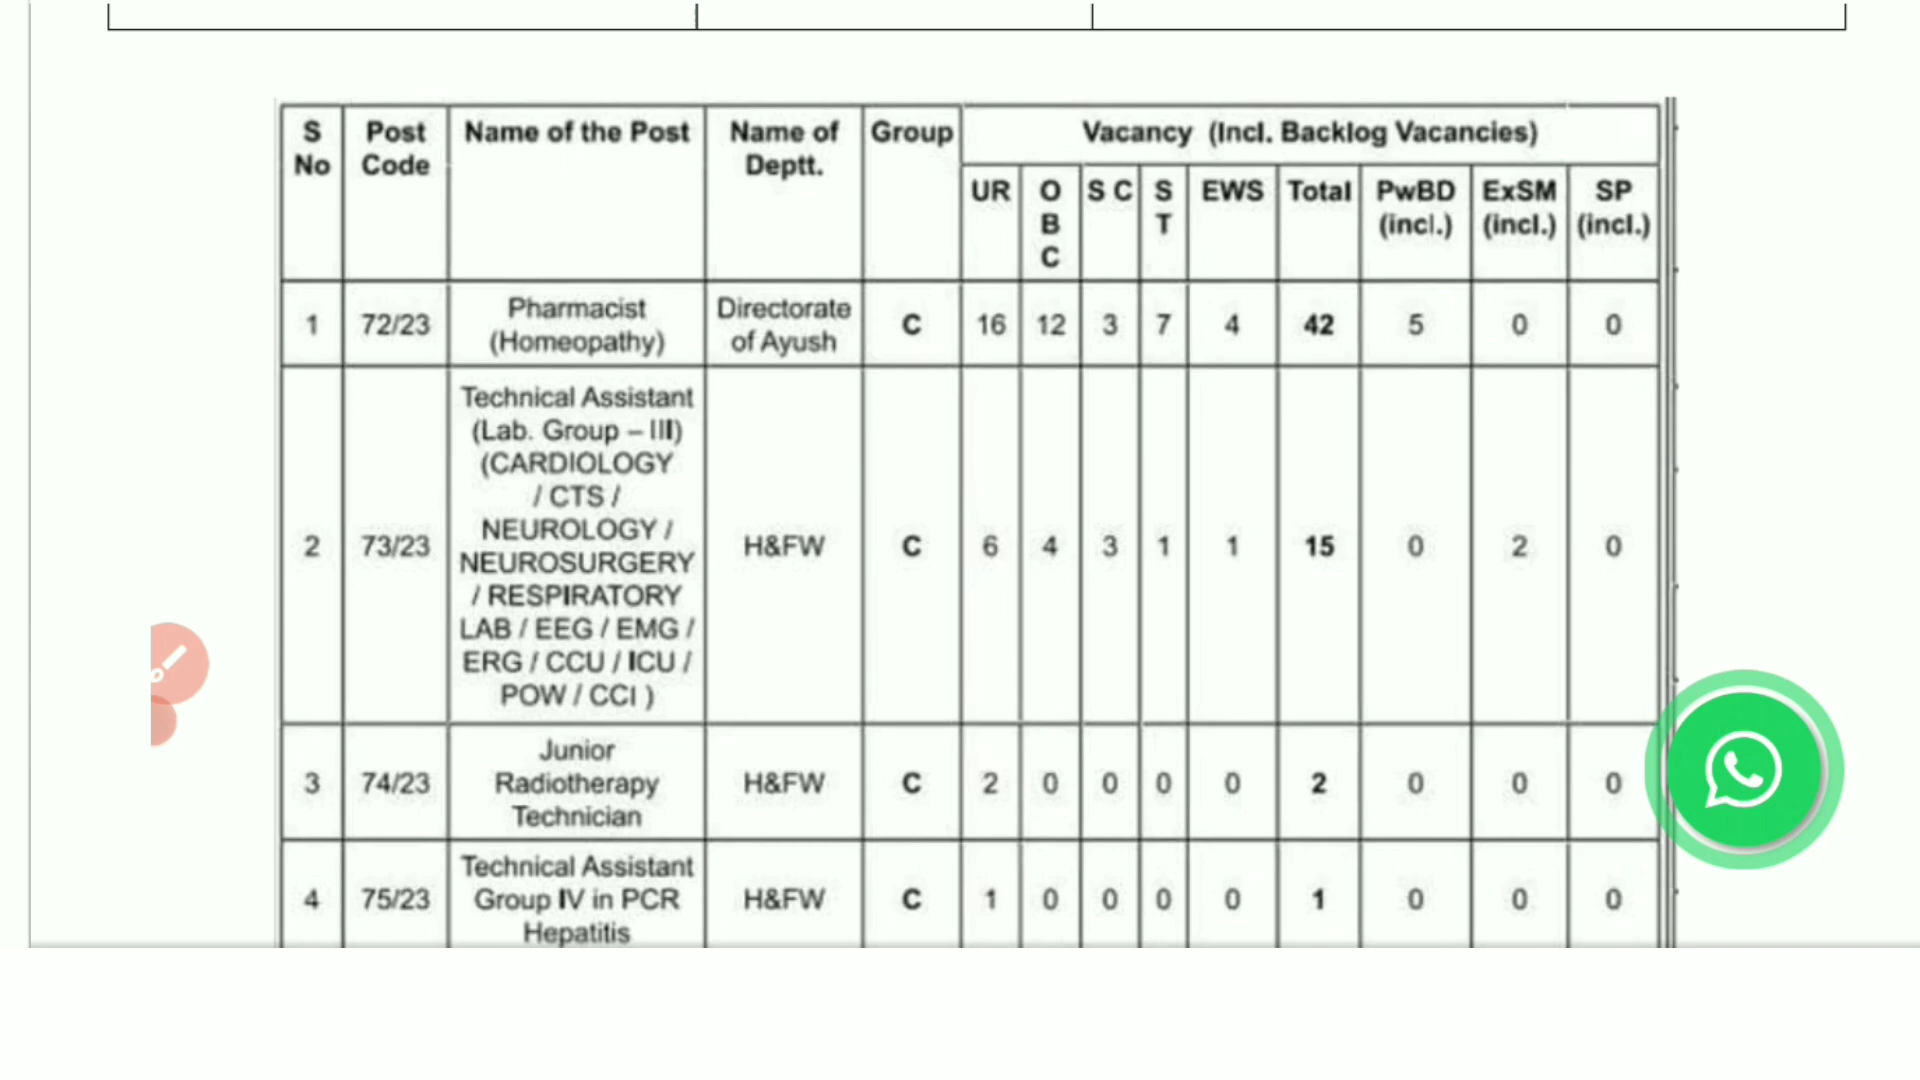 S No Post Code Name of the Post Name of Deptt. Group Vacancy (Incl. Backlog Vacancies)
UR OBC SC ST EWS Total PwBD (incl.) ExSM (incl.) SP (incl.)
1 72/23 Pharmacist (Homeopathy) Directorate of Ayush C 16 12 3 7 4 42 5 0 0
2 73/23 Technical Assistant
(Lab. Group – III)
(CARDIOLOGY
/ CTS /
NEUROLOGY /
NEUROSURGERY
/ RESPIRATORY
LAB / EEG / EMG /
ERG / CCU / ICU /
POW / CCI )
H&FW C 6 4 3 1 1 15 0 2 0
3 74/23 Junior
Radiotherapy
Technician
H&FW C 2 0 0 0 0 2 0 0 0
4 75/23 Technical Assistant
Group IV in PCR
Hepatitis
H&FW C 1 0 0 0 0 1 0 0 0